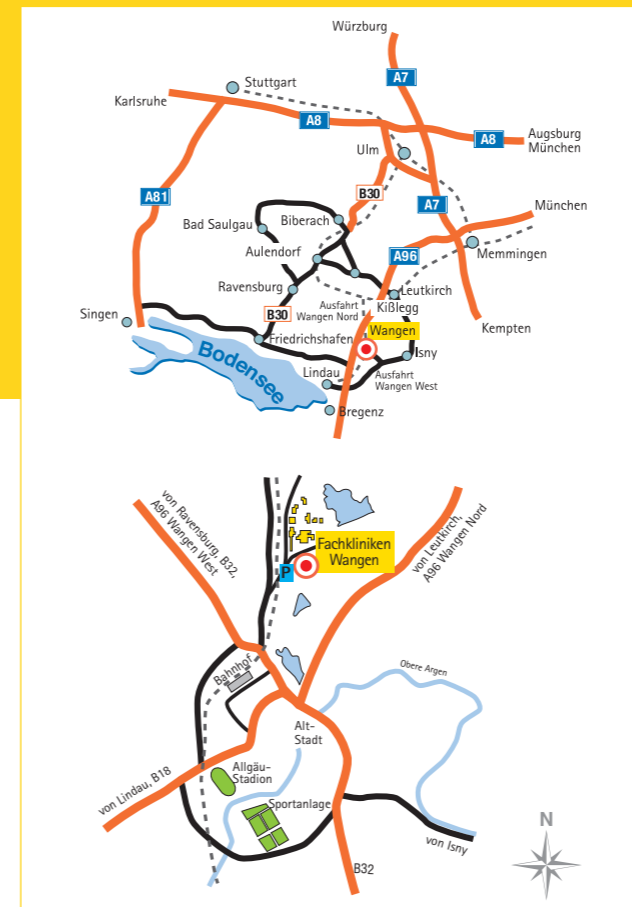 Würzburg
A7
Stuttgart
Karlsruhe
A8
A8
Augsburg
München
Ulm
B30
A81
A7
München
Bad Saulgau
Biberach
Aulendorf
A96
Memmingen
Ravensburg
Leutkirch
Ausfahrt
Wangen Nord
Kißlegg
Singen
B30
Kempten
Wangen
Friedrichshafen
Isny
Bodensee
Lindau
Ausfahrt
Wangen West
Bregenz
von Ravensburg, B32,
A96 Wangen West
von Leutkirch,
A96 Wangen Nord
Fachkliniken
Wangen
P
Bahnhof
Obere Argen
Alt-
Stadt
Allgäu-
Stadion
von Lindau, B18
Sportanlage
von Isny
N
B32